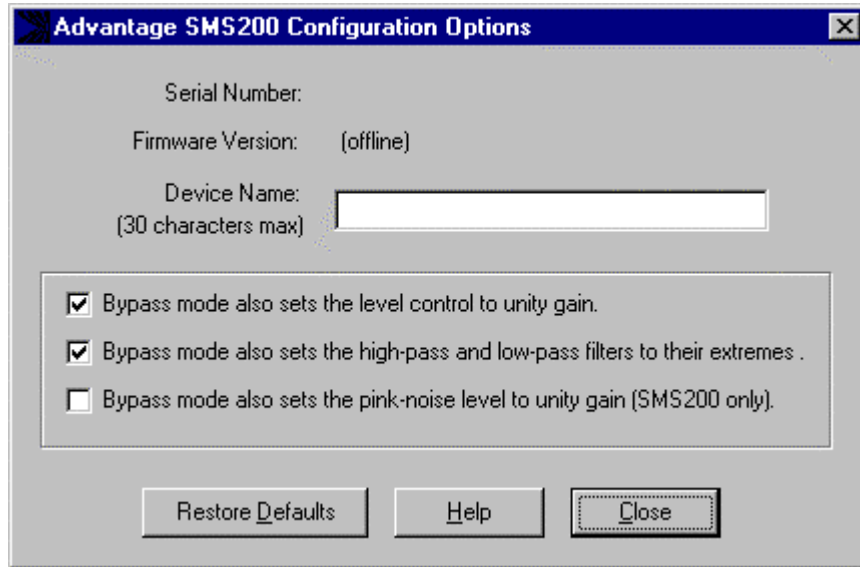 Advantage SMS200 Configuration Options
Serial Number:
Firmware Version: (offline)
Device Name:
(30 characters max)
Bypass mode also sets the level control to unity gain.
Bypass mode also sets the high-pass and low-pass filters to their extremes .
Bypass mode also sets the pink-noise level to unity gain (SMS200 only).
Restore Defaults Help Close